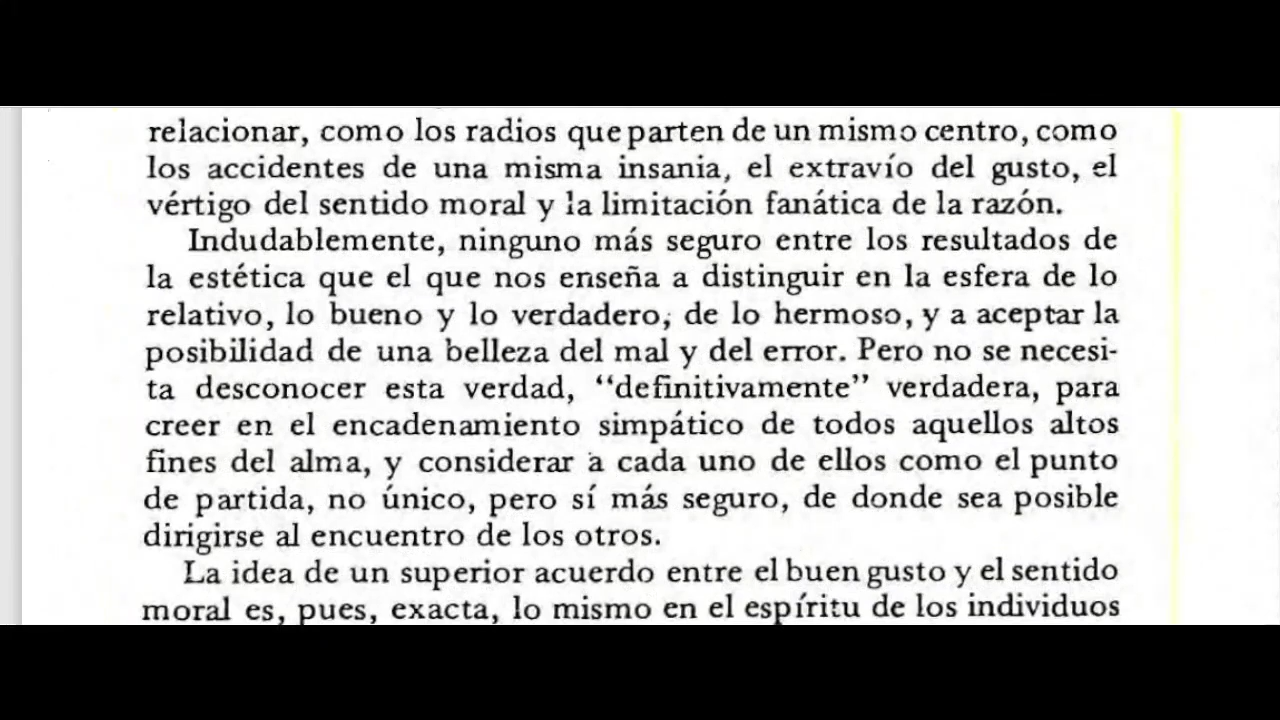 relacionar, como los radios que parten de un mismo centro, como
los accidentes de una misma insania, el extravío del gusto, el
vértigo del sentido moral y la limitación fanática de la razón.
Indudablemente, ninguno más seguro entre los resultados de
la estética que el que nos enseña a distinguir en la esfera de lo
relativo, lo bueno y lo verdadero, de lo hermoso, y a aceptar la
posibilidad de una belleza del mal y del error. Pero no se necesi-
ta desconocer esta verdad, “definitivamente” verdadera, para
creer en el encadenamiento simpático de todos aquellos altos
fines del alma, y considerar a cada uno de ellos como el punto
de partida, no único, pero sí más seguro, de donde sea posible
dirigirse al encuentro de los otros.
La idea de un superior acuerdo entre el buen gusto y el sentido
moral es, pues, exacta, lo mismo en el espíritu de los individuos